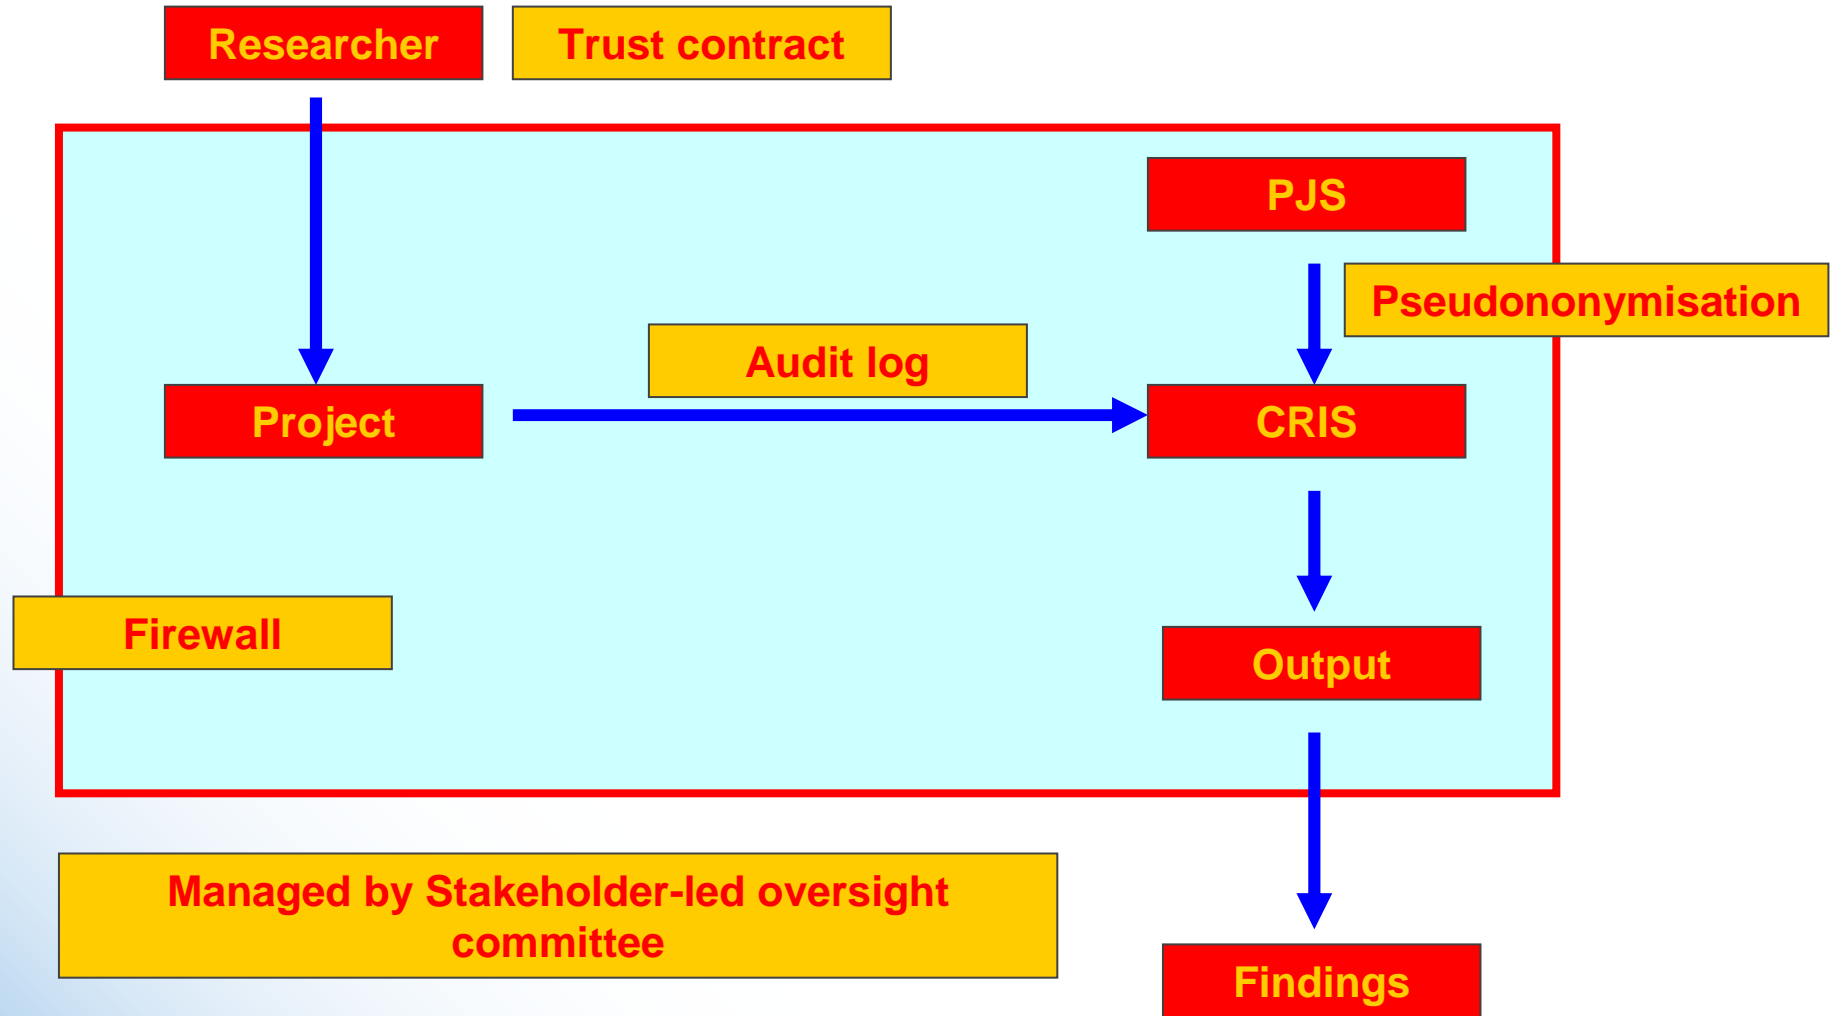 Researcher
Trust contract
PJS
Pseudononymisation
Audit log
Project
CRIS
Firewall
Output
Managed by Stakeholder-led oversight
committee
Findings